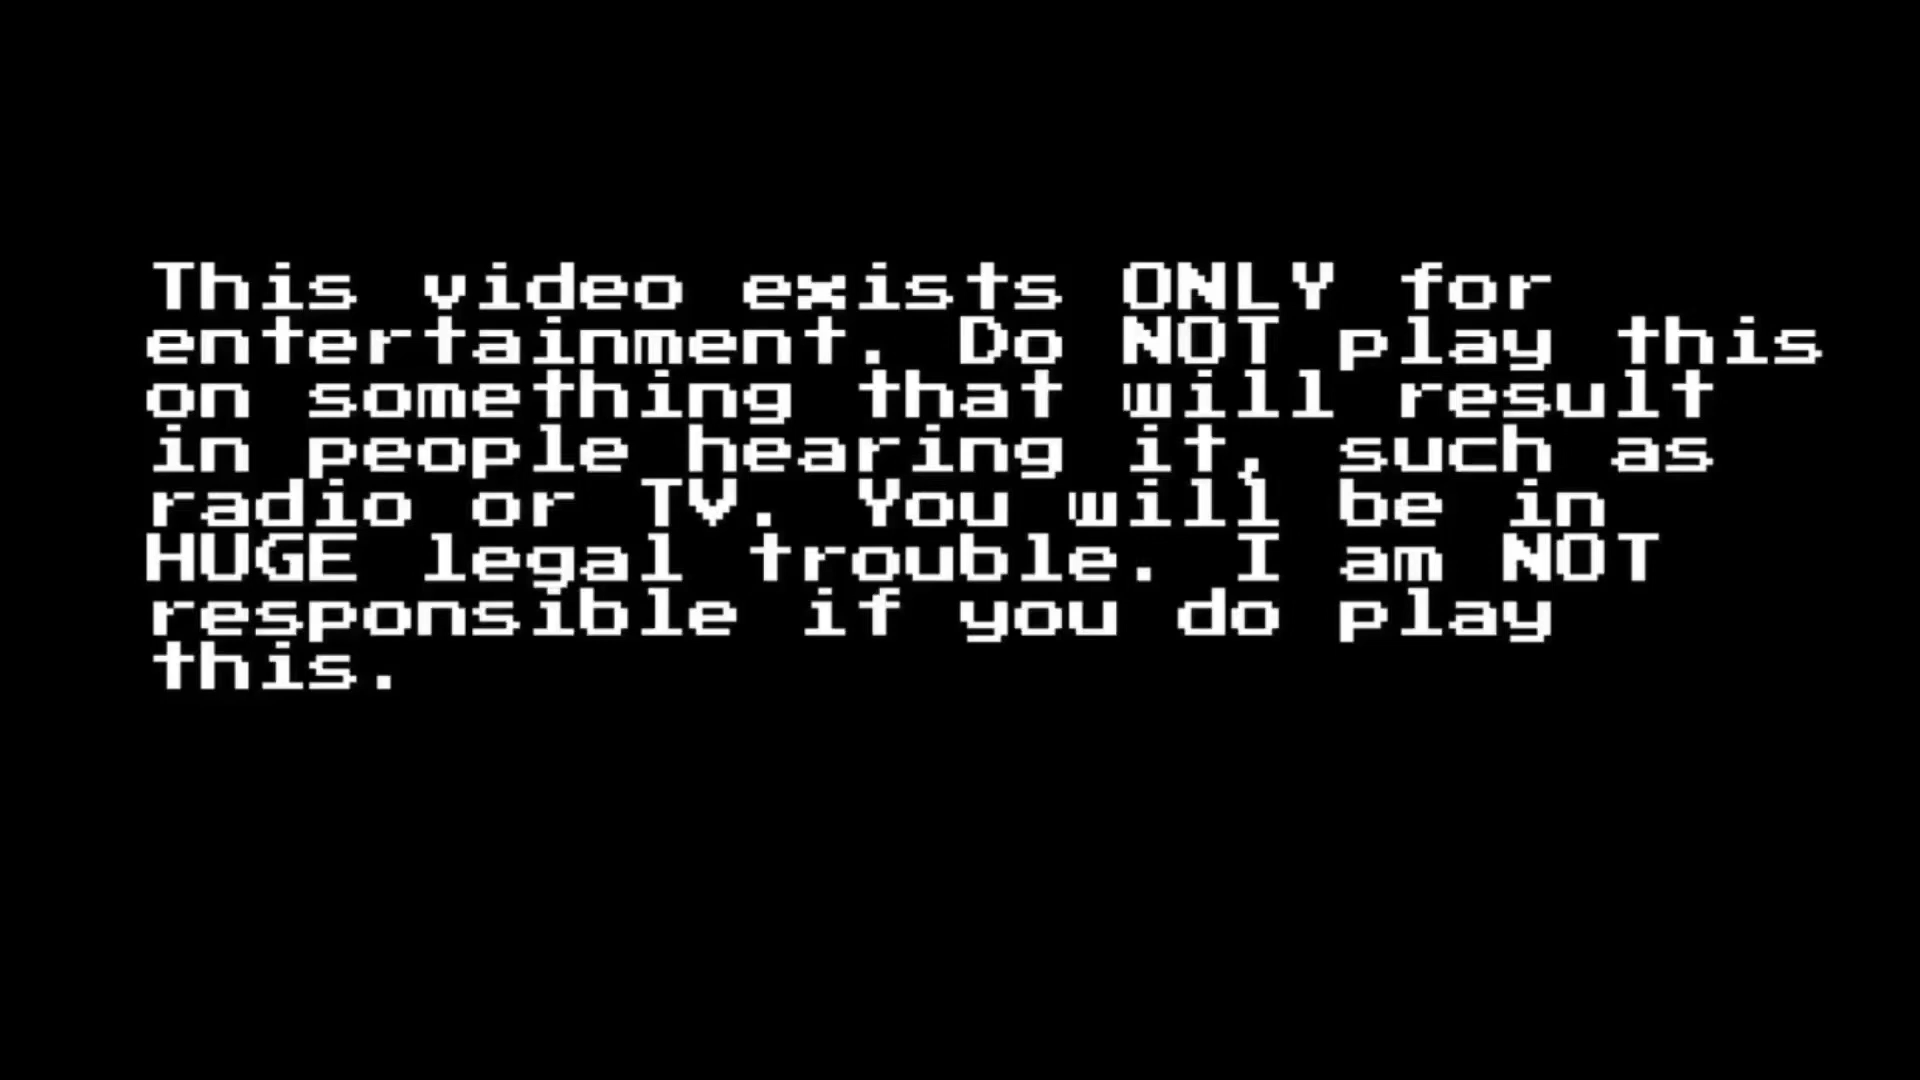 This video exists ONLY for
entertainment. Do NOT play this
on something that will result
in people hearing it, such as
radio or TV. You will be in
HUGE legal trouble. I am NOT
responsible if you do play
this.